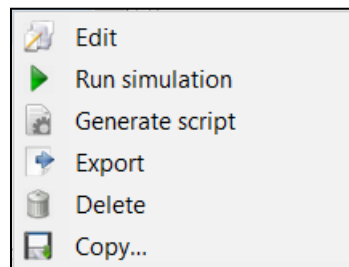 Edit
Run simulation
Generate script
Export
Delete
Copy...